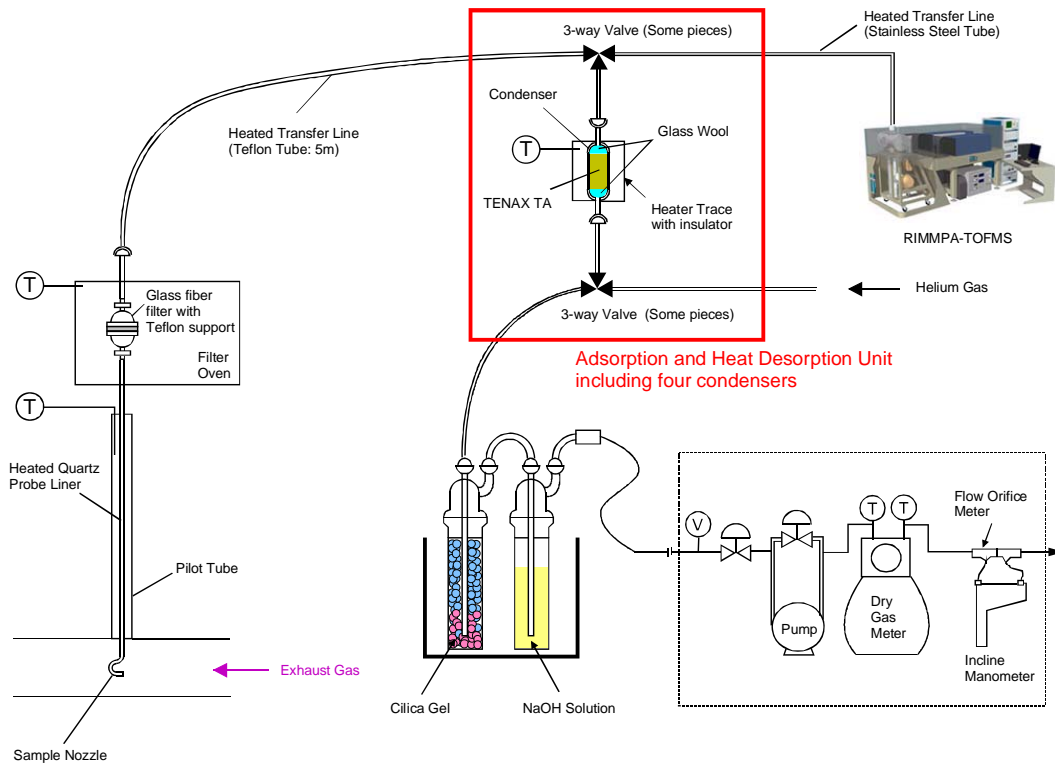 Heated Transfer Line
(Stainless Steel Tube)
3-way Valve (Some pieces)
Condenser
Glass Wool
T
TENAX TA
Heater Trace
with insulator
Heated Transfer Line
(Teflon Tube: 5m)
RIMMPA-TOFMS
T
Glass fiber
filter with
Teflon support
Filter
Oven
Helium Gas
3-way Valve (Some pieces)
Adsorption and Heat Desorption Unit
including four condensers
T
Heated Quartz
Probe Liner
Pilot Tube
Exhaust Gas
Sample Nozzle
Cilica Gel
NaOH Solution
V
T
T
Flow Orifice
Meter
Pump
Dry
Gas
Meter
Incline
Manometer